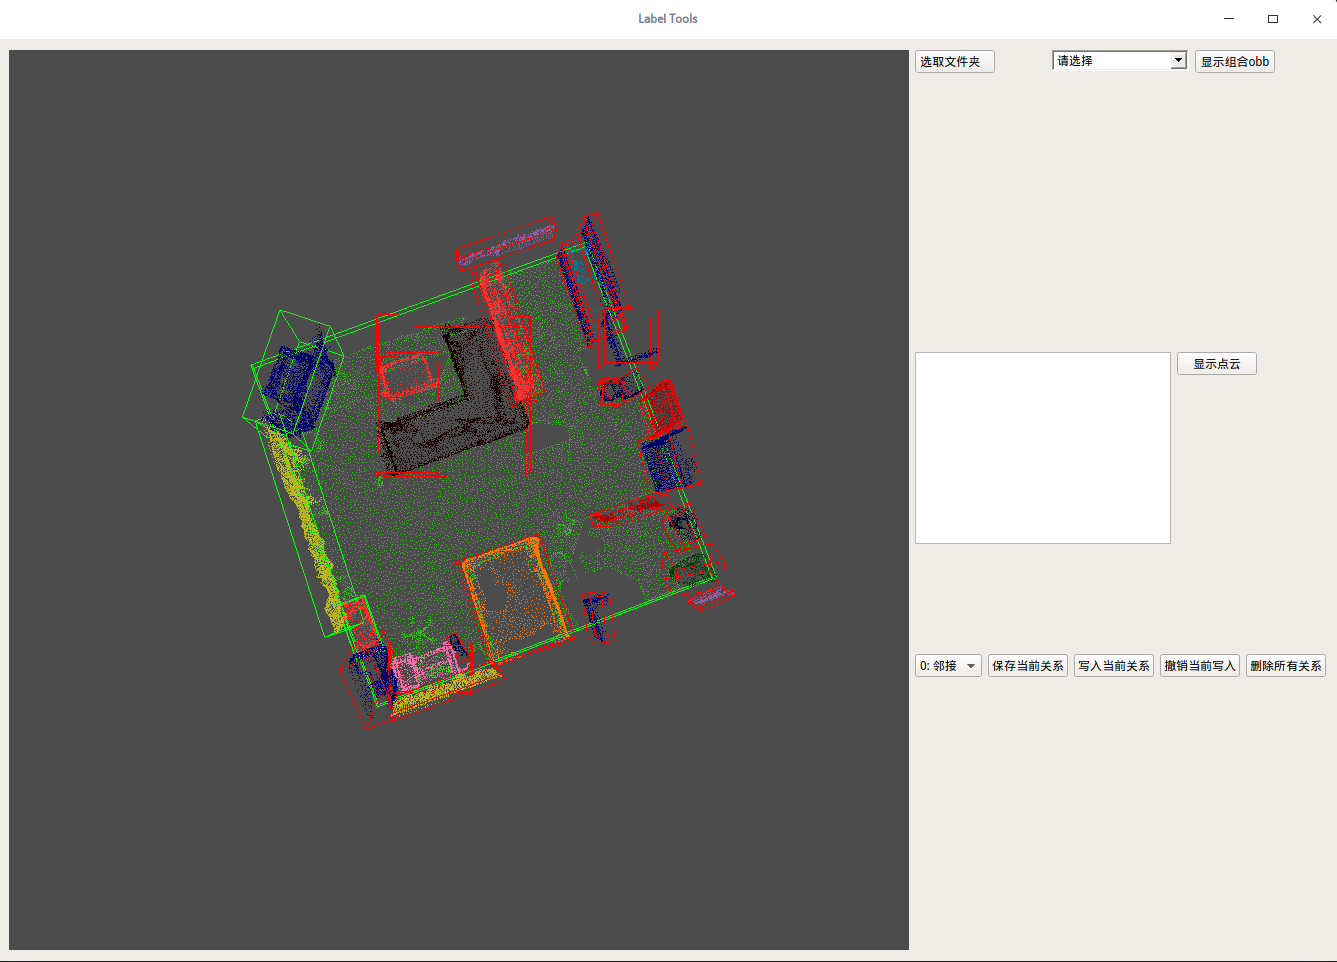 Label Tools
选取文件夹
请选择
显示组合obb
显示点云
0: 邻接
保存当前关系
写入当前关系
撤销当前写入
删除所有关系